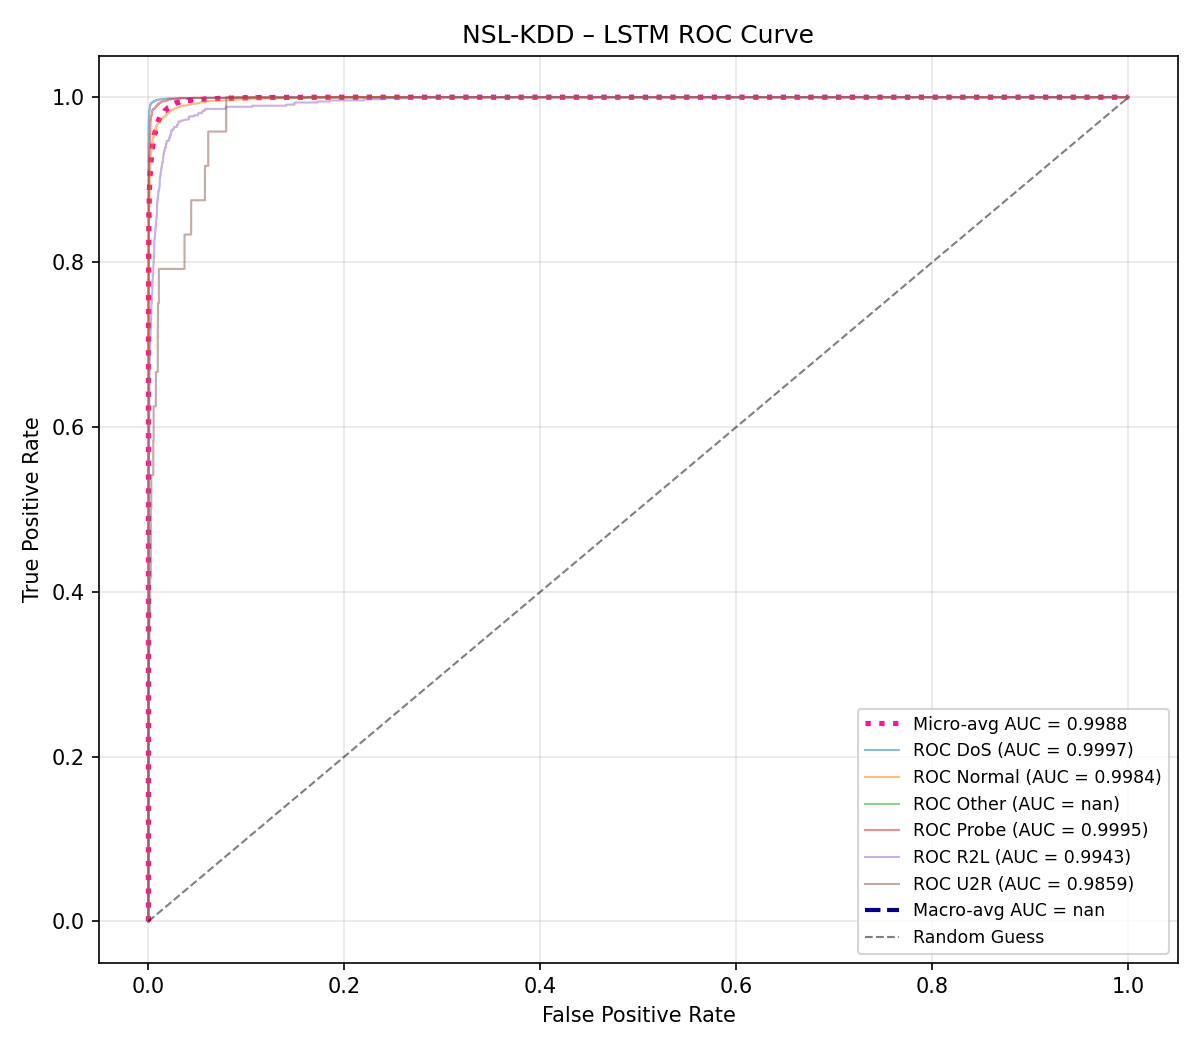 NSL-KDD – LSTM ROC Curve
True Positive Rate
1.0
0.8
0.6
0.4
0.2
0.0
0.0 0.2 0.4 0.6 0.8 1.0
False Positive Rate
Micro-avg AUC = 0.9988
ROC DoS (AUC = 0.9997)
ROC Normal (AUC = 0.9984)
ROC Other (AUC = nan)
ROC Probe (AUC = 0.9995)
ROC R2L (AUC = 0.9943)
ROC U2R (AUC = 0.9859)
Macro-avg AUC = nan
Random Guess